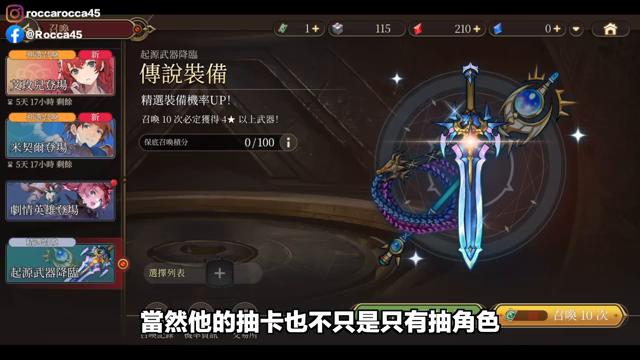 roccarocca45
@Rocca45
召喚
1+
115
210+
0+
新
艾玫兒登場
5天 17小時 剩餘
新
米契爾登場
5天 17小時 剩餘
劇情英雄登場
起源武器降臨
起源武器降臨
傳說裝備
精選裝備機率UP!
召喚 10 次必定獲得 4★ 以上武器!
保底召喚積分
0/100
選擇列表
召喚 10 次
當然他的抽卡也不只是只有抽角色